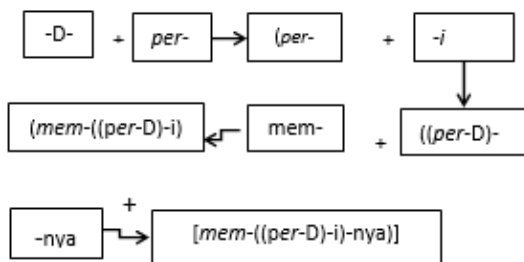 -D- + per- (per- + -i
(mem-((per-D)-i) mem- + ((per-D)-
-nya + [mem-((per-D)-i)-nya)]